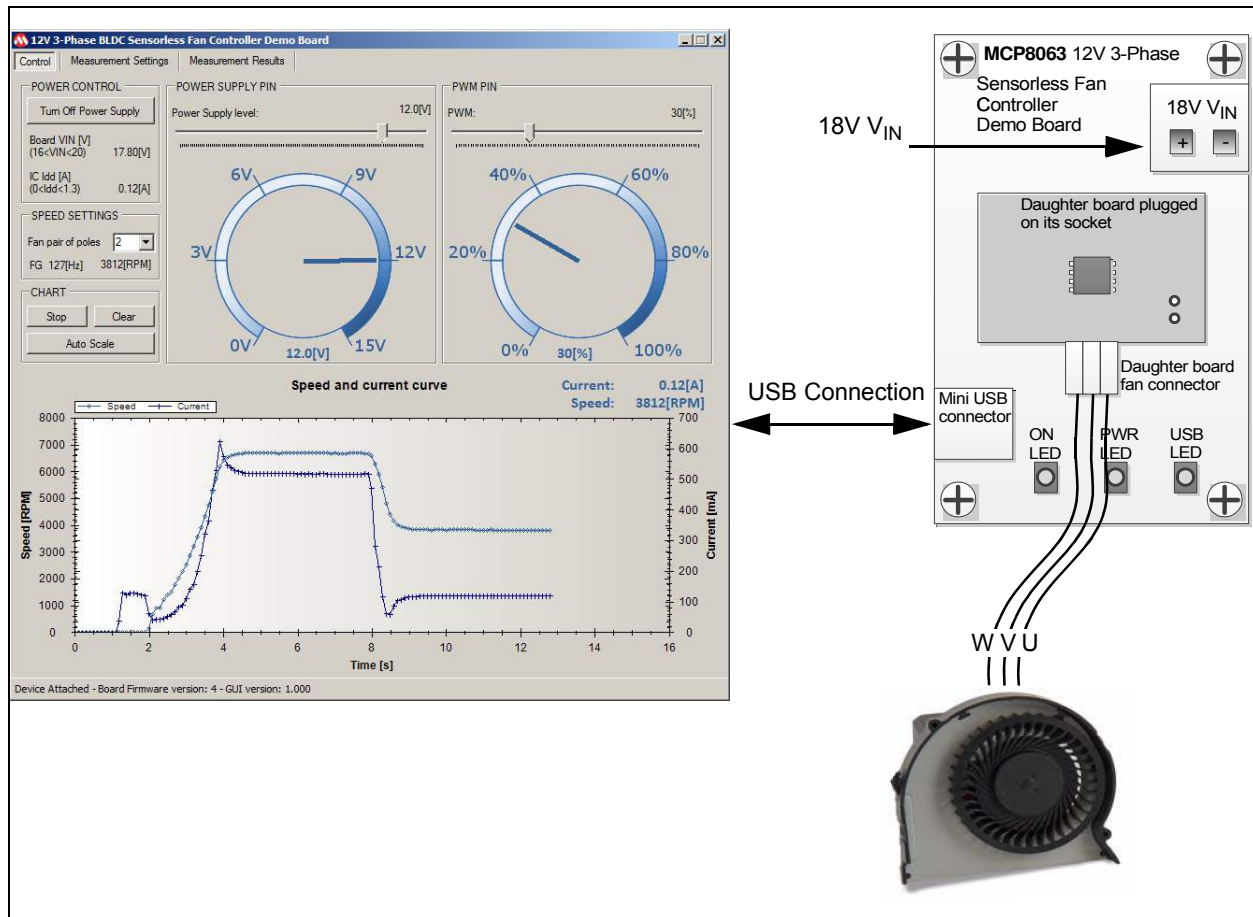 12V 3-Phase BLDC Sensorless Fan Controller Demo Board
Control Measurement Settings Measurement Results
POWER CONTROL
Turn Off Power Supply
Board VIN [V]
(16<VIN<20) 17.80[V]
IC Idd [A]
(0<Idd<1.3) 0.12[A]
SPEED SETTINGS
Fan pair of poles 2
FG 127[Hz] 3812[RPM]
CHART
Stop Clear
Auto Scale
POWER SUPPLY PIN
Power Supply level: 12.0[V]
6V 9V
3V 12V
0V 15V
12.0[V]
PWM PIN
PWM: 30[%]
40% 60%
20% 80%
0% 100%
30[%]
Speed and current curve
Current: 0.12[A]
Speed: 3812[RPM]
Speed Current
8000
7000
6000
5000
4000
3000
2000
1000
0
Speed [RPM]
700
600
500
400
300
200
100
0
Current [mA]
0 2 4 6 8 10 12 14 16
Time [s]
Device Attached - Board Firmware version: 4 - GUI version: 1.000
18V VIN
USB Connection
MCP8063 12V 3-Phase
Sensorless Fan
Controller
Demo Board
18V VIN
+ -
Daughter board plugged
on its socket
Daughter board
fan connector
Mini USB
connector
ON
LED
PWR
LED
USB
LED
W V U